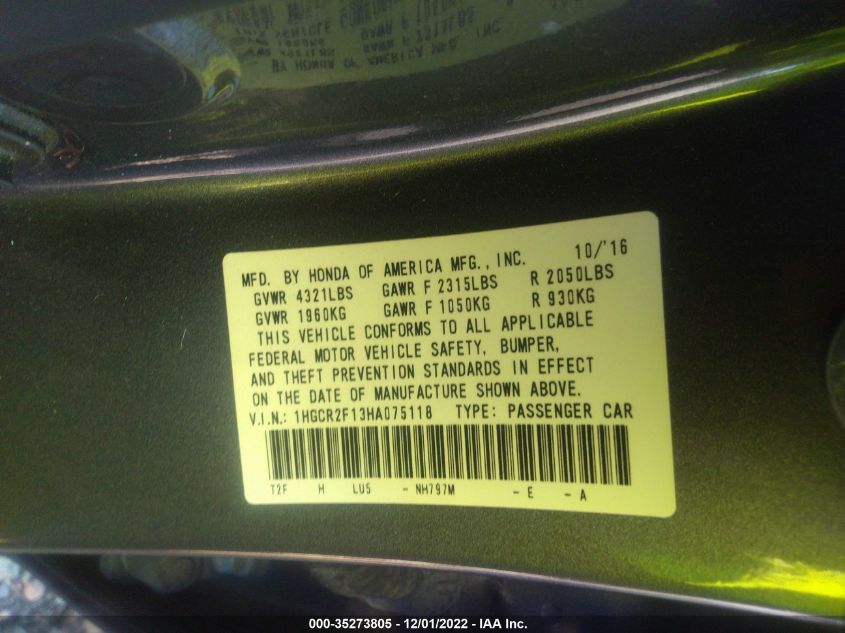 MFD. BY HONDA OF AMERICA MFG., INC. 10/'16
GVWR 4321LBS GAWR F 2315LBS R 2050LBS
GVWR 1960KG GAWR F 1050KG R 930KG
THIS VEHICLE CONFORMS TO ALL APPLICABLE
FEDERAL MOTOR VEHICLE SAFETY, BUMPER,
AND THEFT PREVENTION STANDARDS IN EFFECT
ON THE DATE OF MANUFACTURE SHOWN ABOVE.
V.I.N.: 1HGCR2F13HA075118 TYPE: PASSENGER CAR
T2F H LU5 - NH797M - E - A
000-35273805 - 12/01/2022 - IAA Inc.